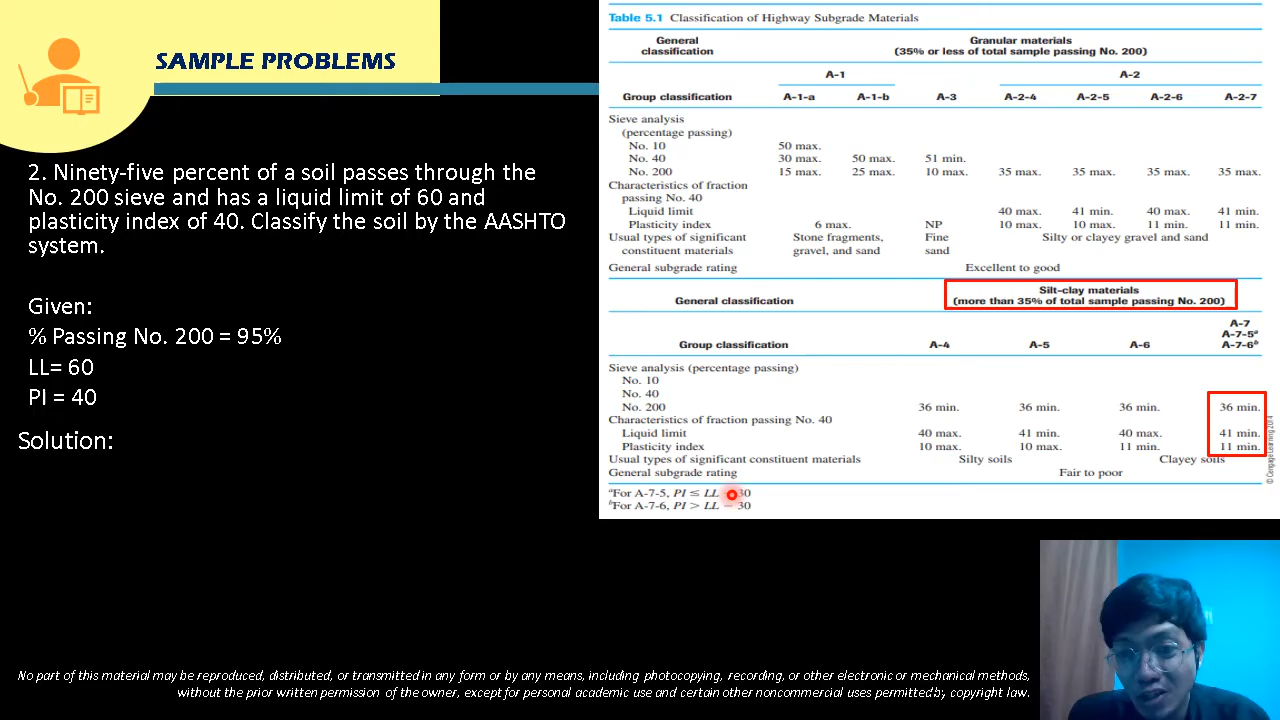 SAMPLE PROBLEMS
2. Ninety-five percent of a soil passes through the
No. 200 sieve and has a liquid limit of 60 and
plasticity index of 40. Classify the soil by the AASHTO
system.
Given:
% Passing No. 200 = 95%
LL= 60
PI = 40
Solution:
Table 5.1 Classification of Highway Subgrade Materials
General classification Granular materials (35% or less of total sample passing No. 200)
A-1 A-2
Group classification A-1-a A-1-b A-3 A-2-4 A-2-5 A-2-6 A-2-7
Sieve analysis
(percentage passing)
No. 10 50 max.
No. 40 30 max. 50 max. 51 min.
No. 200 15 max. 25 max. 10 max. 35 max. 35 max. 35 max. 35 max.
Characteristics of fraction
passing No. 40
Liquid limit 40 max. 41 min. 40 max. 41 min.
Plasticity index 6 max. NP 10 max. 10 max. 11 min. 11 min.
Usual types of significant Stone fragments, Fine Silty or clayey gravel and sand
constituent materials gravel, and sand sand
General subgrade rating Excellent to good
General classification Silt-clay materials (more than 35% of total sample passing No. 200)
A-7
A-7-5ᵃ
Group classification A-4 A-5 A-6 A-7-6ᵇ
Sieve analysis (percentage passing)
No. 10
No. 40
No. 200 36 min. 36 min. 36 min. 36 min.
Characteristics of fraction passing No. 40
Liquid limit 40 max. 41 min. 40 max. 41 min.
Plasticity index 10 max. 10 max. 11 min. 11 min.
Usual types of significant constituent materials Silty soils Clayey soils
General subgrade rating Fair to poor
ᵃFor A-7-5, PI ≤ LL 30
ᵇFor A-7-6, PI > LL − 30
© Cengage Learning 2014
No part of this material may be reproduced, distributed, or transmitted in any form or by any means, including photocopying, recording, or other electronic or mechanical methods,
without the prior written permission of the owner, except for personal academic use and certain other noncommercial uses permitted by copyright law.